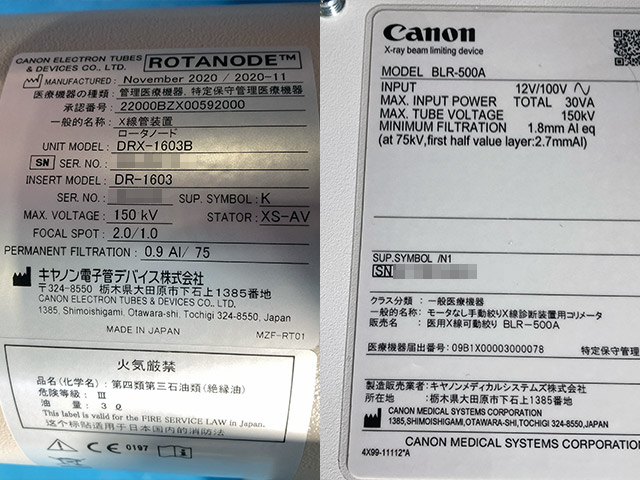 CANON ELECTRON TUBES
& DEVICES CO., LTD.
ROTANODE™
MANUFACTURED: November 2020 / 2020-11
医療機器の種類: 管理医療機器, 特定保守管理医療機器
承認番号: 22000BZX00592000
一般的名称: X線管装置
ロータノード
UNIT MODEL: DRX-1603B
SN SER. NO.
INSERT MODEL: DR-1603
SER. NO. SUP. SYMBOL: K
MAX. VOLTAGE: 150 kV STATOR: XS-AV
FOCAL SPOT: 2.0/1.0
PERMANENT FILTRATION: 0.9 Al/ 75
キヤノン電子管デバイス株式会社
〒324-8550 栃木県大田原市下石上1385番地
CANON ELECTRON TUBES & DEVICES CO., LTD.
1385, Shimoishigami, Otawara-shi, Tochigi 324-8550, Japan
MADE IN JAPAN
MZF-RT01
火気厳禁
品名(化学名): 第四類第三石油類(絶縁油)
危険等級: Ⅲ
油 量: 3ℓ
This label is valid for the FIRE SERVICE LAW in Japan.
这个标贴适用于日本国内的消防法
CE 0197
Canon
X-ray beam limiting device
MODEL BLR-500A
INPUT 12V/100V
MAX. INPUT POWER TOTAL 30VA
MAX. TUBE VOLTAGE 150kV
MINIMUM FILTRATION 1.8mm Al eq
(at 75kV,first half value layer:2.7mmAl)
SUP.SYMBOL /N1
SN
クラス分類: 一般医療機器
一般的名称: モータなし手動絞りX線診断装置用コリメータ
販売名: 医用X線可動絞り BLR-500A
医療機器届出番号: 09B1X00003000078 特定保守管
製造販売業者: キヤノンメディカルシステムズ株式会社
所在地: 栃木県大田原市下石上1385番地
CANON MEDICAL SYSTEMS CORPORATION
1385,SHIMOISHIGAMI,OTAWARA-SHI,TOCHIGI 324-8550,JAPAN
CANON MEDICAL SYSTEMS CORPORATION
4X99-11112*A